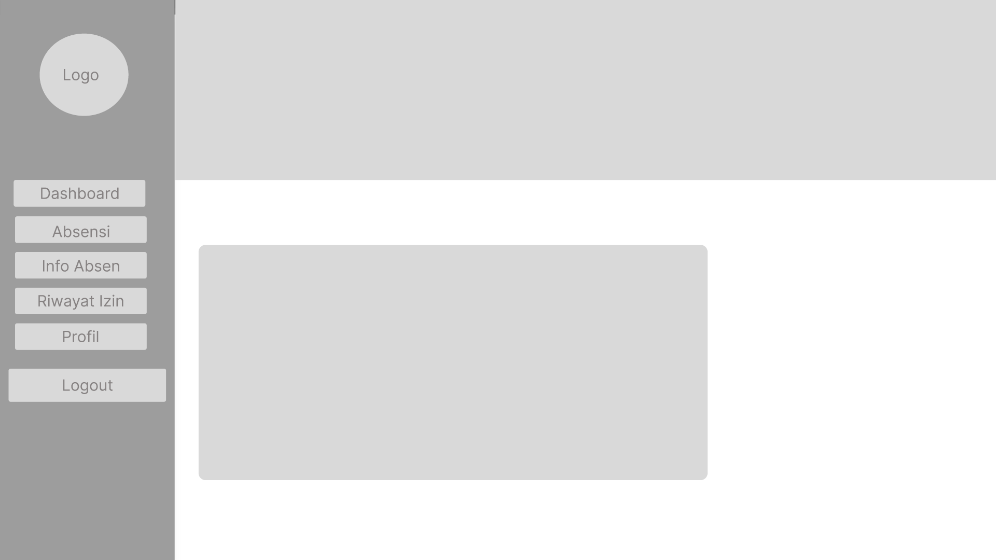 Logo
Dashboard
Absensi
Info Absen
Riwayat Izin
Profil
Logout